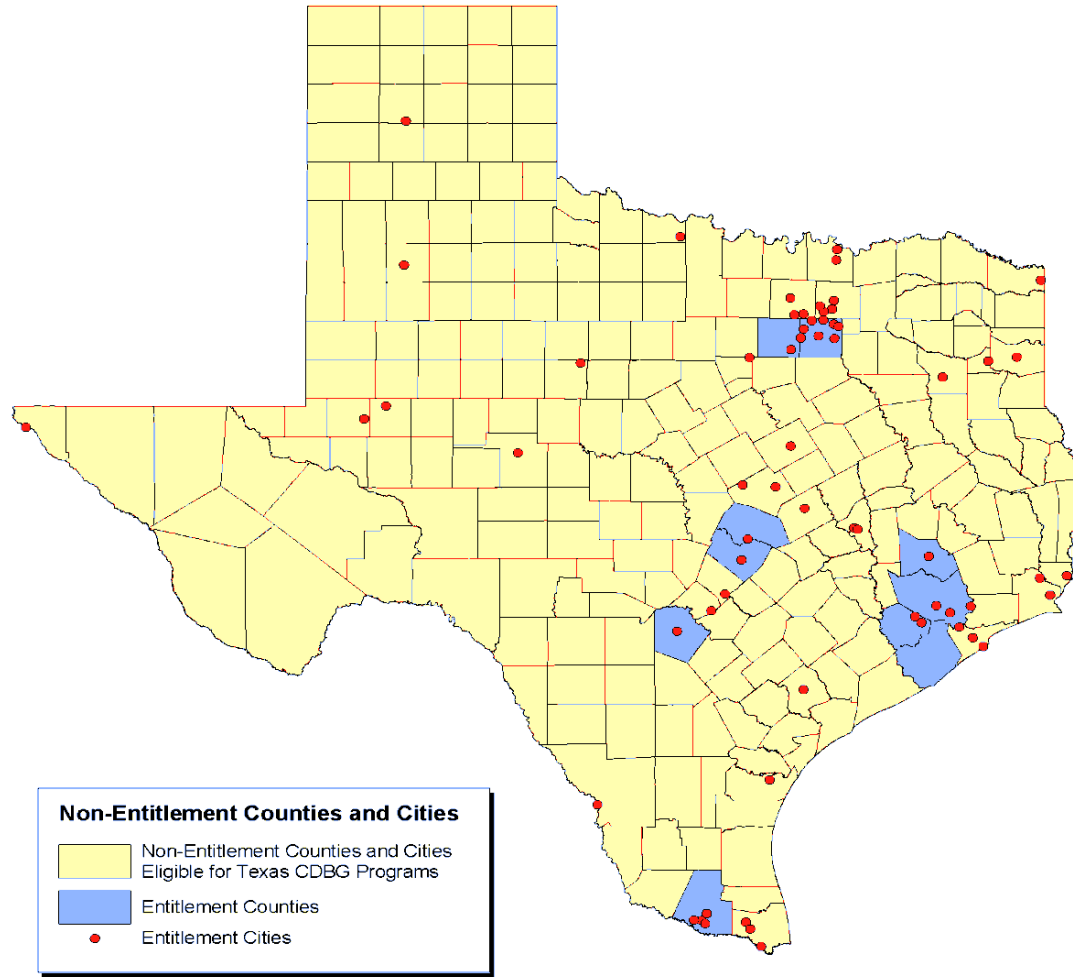 Non-Entitlement Counties and Cities
Non-Entitlement Counties and Cities
Eligible for Texas CDBG Programs
Entitlement Counties
Entitlement Cities